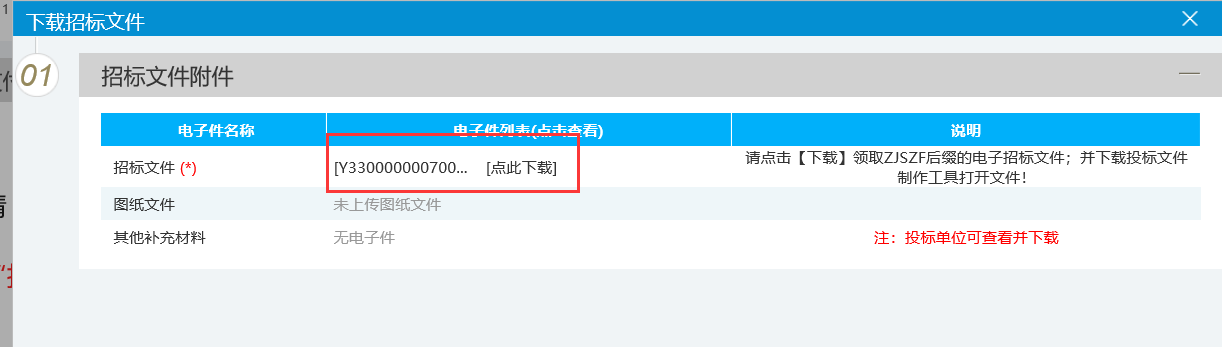 1
下载招标文件
01
招标文件附件
电子件名称 电子件列表(点击查看) 说明
招标文件 (*) [Y330000000700... [点此下载] 请点击【下载】领取ZJSZF后缀的电子招标文件；并下载投标文件
制作工具打开文件！
图纸文件 未上传图纸文件
其他补充材料 无电子件 注：投标单位可查看并下载